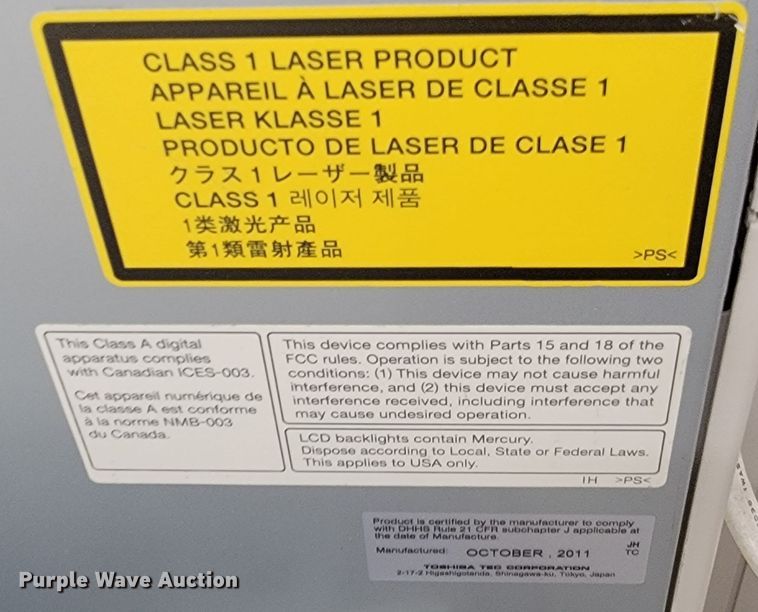 CLASS 1 LASER PRODUCT
APPAREIL À LASER DE CLASSE 1
LASER KLASSE 1
PRODUCTO DE LASER DE CLASE 1
クラス1レーザー製品
CLASS 1 레이저 제품
1类激光产品
第1類雷射產品
>PS<
This Class A digital
apparatus complies
with Canadian ICES-003.
Cet appareil numérique de
la classe A est conforme
à la norme NMB-003
du Canada.
This device complies with Parts 15 and 18 of the
FCC rules. Operation is subject to the following two
conditions: (1) This device may not cause harmful
interference, and (2) this device must accept any
interference received, including interference that
may cause undesired operation.
LCD backlights contain Mercury.
Dispose according to Local, State or Federal Laws.
This applies to USA only.
IH >PS<
Product is certified by the manufacturer to comply
with DHHS Rule 21 CFR subchapter J applicable at
the date of Manufacture.
JH
Manufactured: OCTOBER , 2011 TC
TOSHIBA TEC CORPORATION
2-17-2 Higashigotanda, Shinagawa-ku, Tokyo, Japan
Purple Wave Auction